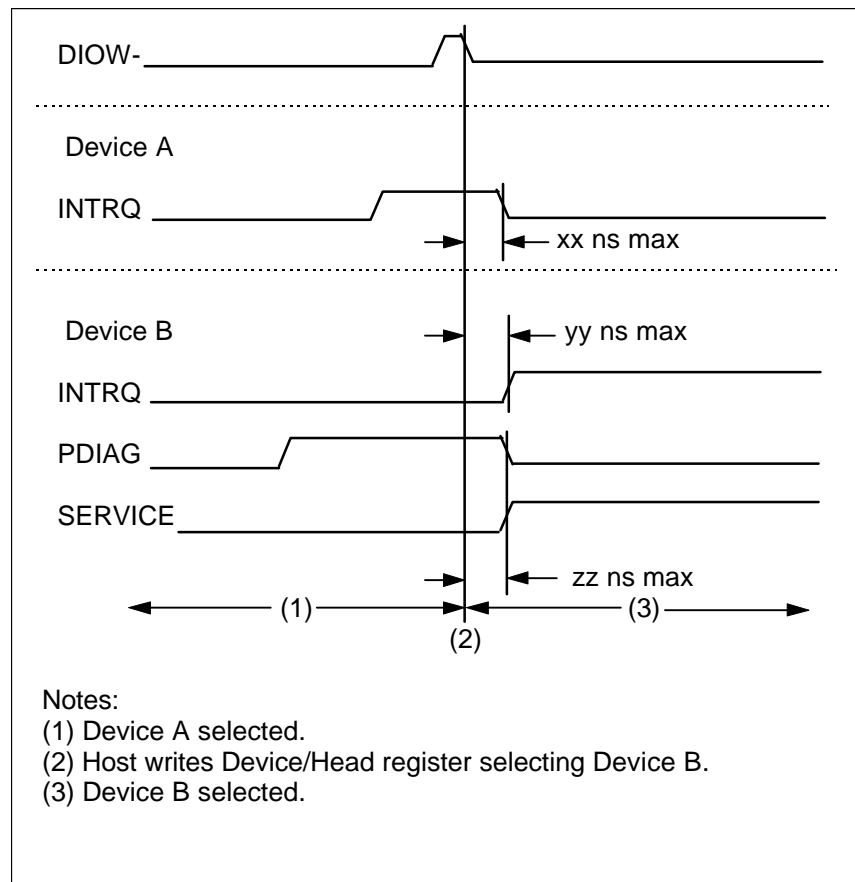 DIOW-
Device A
INTRQ
xx ns max
Device B
yy ns max
INTRQ
PDIAG
SERVICE
zz ns max
(1)
(3)
(2)
Notes:
(1) Device A selected.
(2) Host writes Device/Head register selecting Device B.
(3) Device B selected.